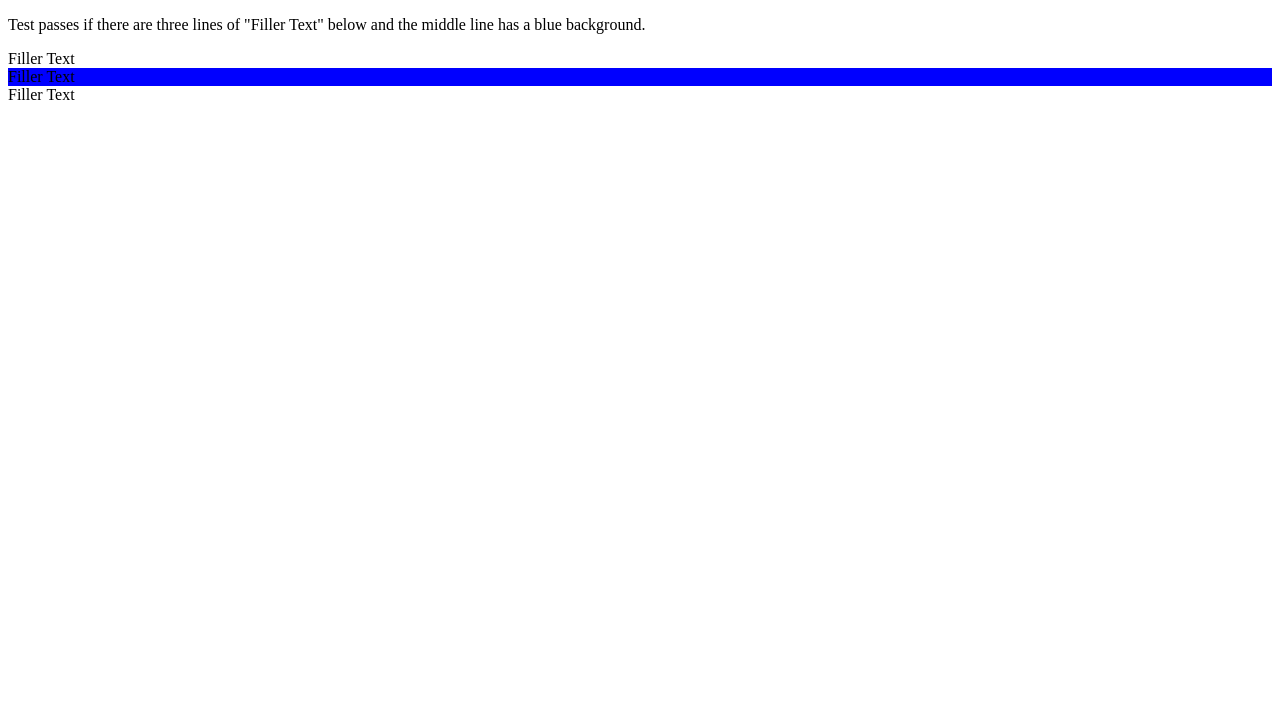 Test passes if there are three lines of "Filler Text" below and the middle line has a blue background.
Filler Text
Filler Text
Filler Text